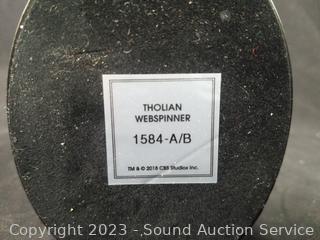 THOLIAN
WEBSPINNER
1584-A/B
TM & © 2018 CBS Studios Inc.
Copyright 2023 - Sound Auction Service